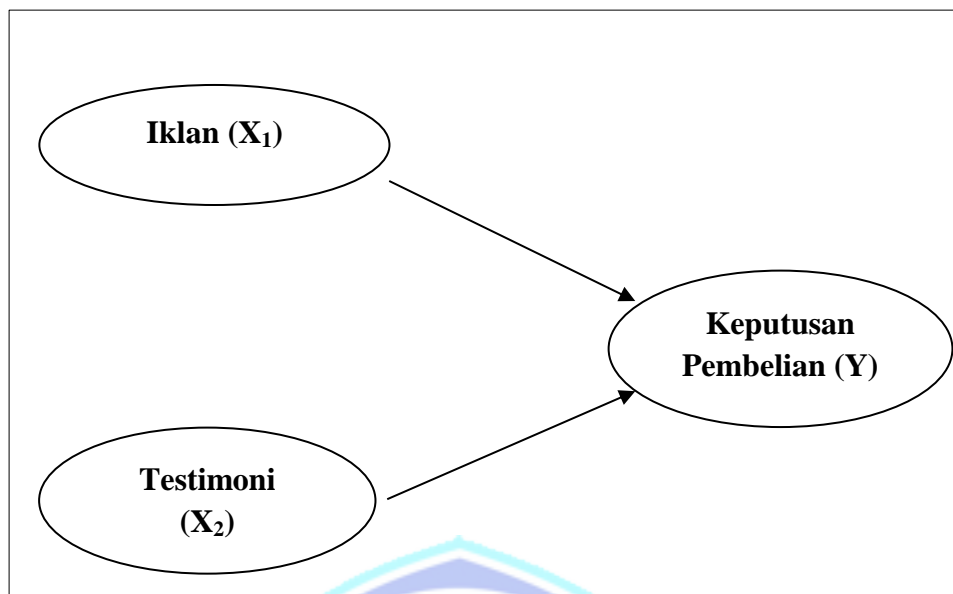 Iklan (X₁)
Keputusan
Pembelian (Y)
Testimoni
(X₂)